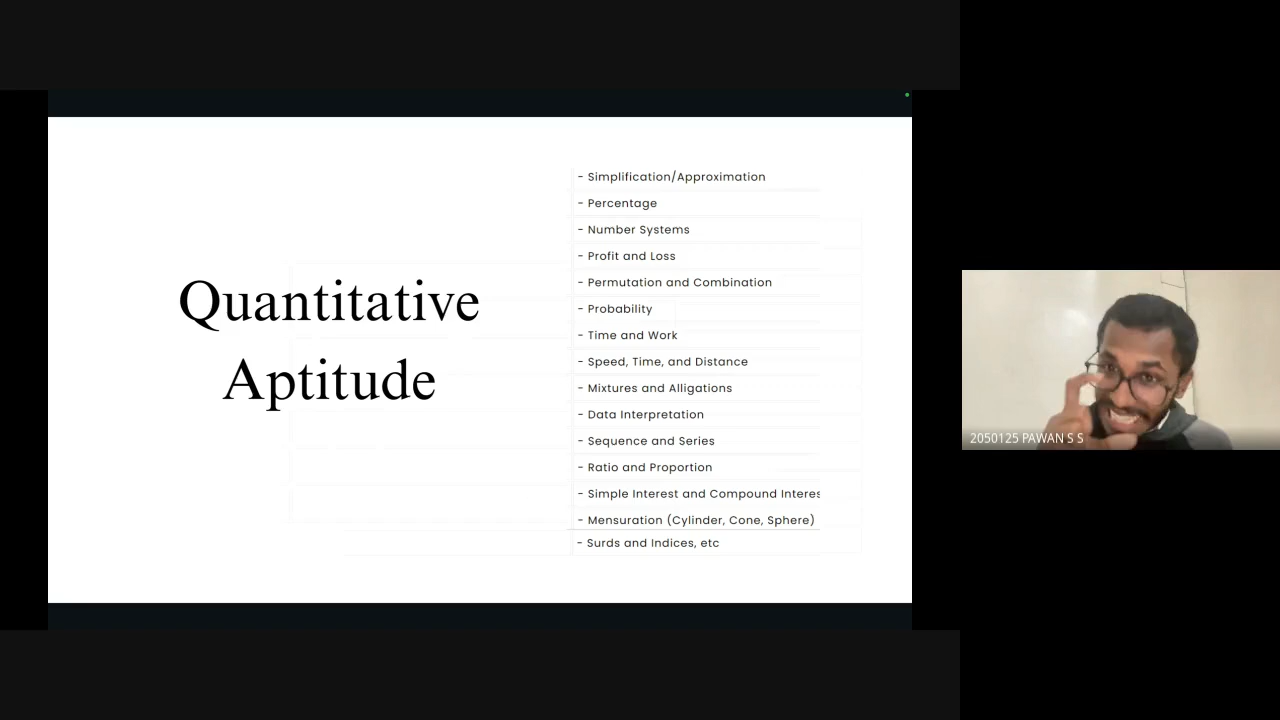 Quantitative
Aptitude
- Simplification/Approximation
- Percentage
- Number Systems
- Profit and Loss
- Permutation and Combination
- Probability
- Time and Work
- Speed, Time, and Distance
- Mixtures and Alligations
- Data Interpretation
- Sequence and Series
- Ratio and Proportion
- Simple Interest and Compound Interes
- Mensuration (Cylinder, Cone, Sphere)
- Surds and Indices, etc
2050125 PAWAN S S